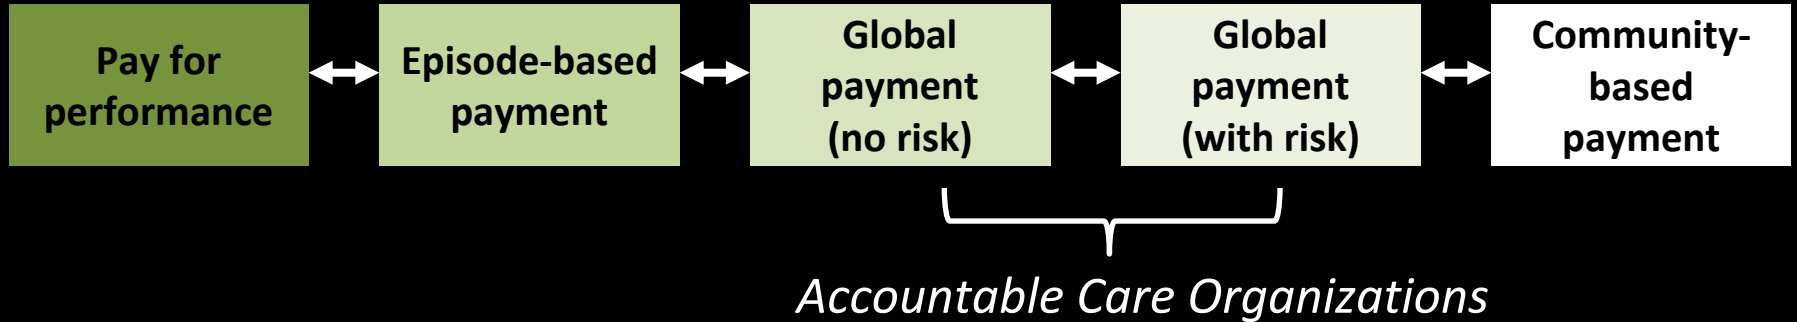 Pay for
performance
Episode-based
payment
Global
payment
(no risk)
Global
payment
(with risk)
Community-
based
payment
Accountable Care Organizations